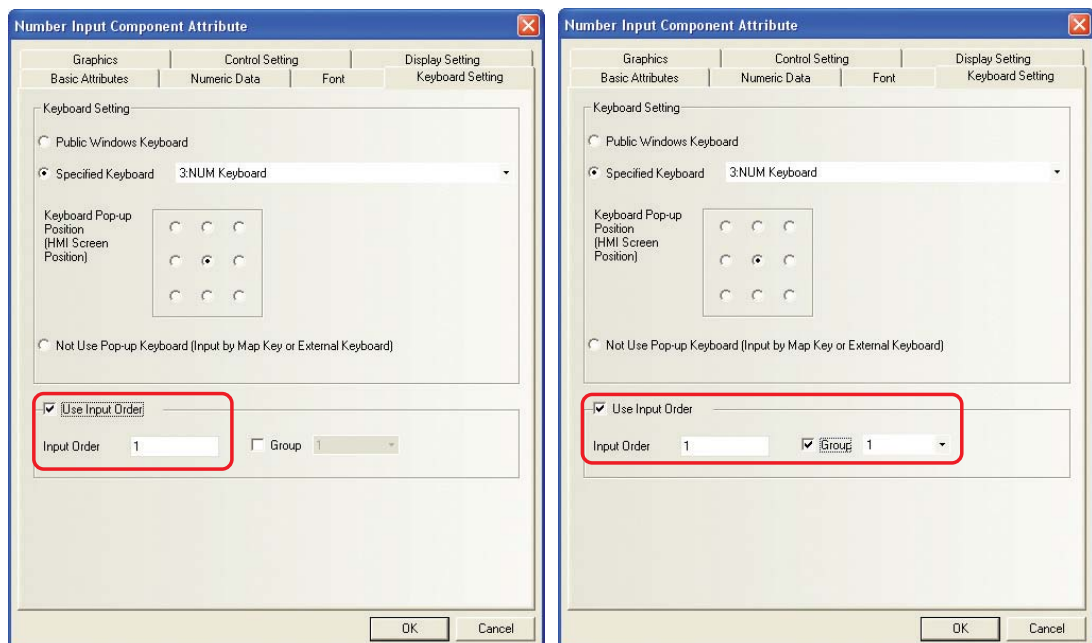 Number Input Component Attribute
Graphics Control Setting Display Setting
Basic Attributes Numeric Data Font Keyboard Setting
Keyboard Setting
Public Windows Keyboard
Specified Keyboard 3:NUM Keyboard
Keyboard Pop-up
Position
(HMI Screen
Position)
Not Use Pop-up Keyboard (Input by Map Key or External Keyboard)
Use Input Order
Input Order 1 Group 1
OK Cancel
Number Input Component Attribute
Graphics Control Setting Display Setting
Basic Attributes Numeric Data Font Keyboard Setting
Keyboard Setting
Public Windows Keyboard
Specified Keyboard 3:NUM Keyboard
Keyboard Pop-up
Position
(HMI Screen
Position)
Not Use Pop-up Keyboard (Input by Map Key or External Keyboard)
Use Input Order
Input Order 1 Group 1
OK Cancel